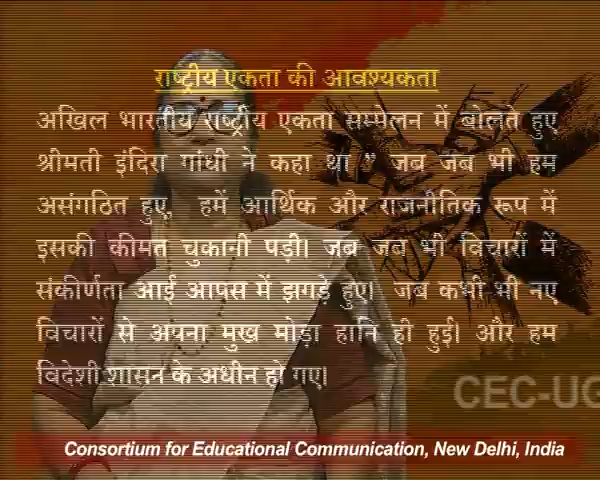 राष्ट्रीय एकता की आवश्यकता
अखिल भारतीय राष्ट्रीय एकता सम्मेलन में बोलते हुए
श्रीमती इंदिरा गांधी ने कहा था " जब जब भी हम
असंगठित हुए, हमें आर्थिक और राजनीतिक रूप में
इसकी कीमत चुकानी पड़ी। जब जब भी विचारों में
संकीर्णता आई आपस में झगड़े हुए। जब कभी भी नए
विचारों से अपना मुख मोड़ा हानि ही हुई। और हम
विदेशी शासन के अधीन हो गए।
CEC-UG
Consortium for Educational Communication, New Delhi, India